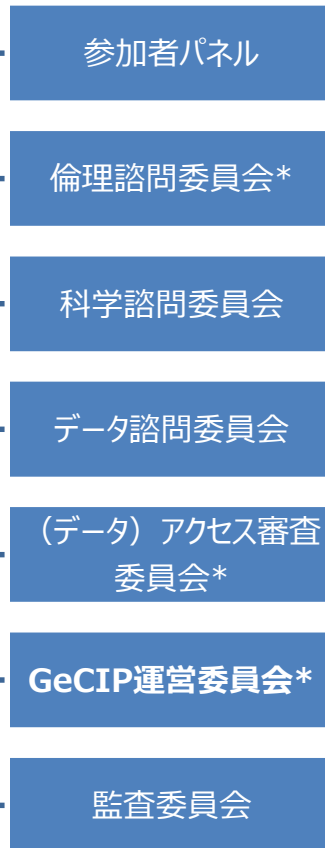 参加者パネル
倫理諮問委員会*
科学諮問委員会
データ諮問委員会
（データ）アクセス審査
委員会*
GeCIP運営委員会*
監査委員会